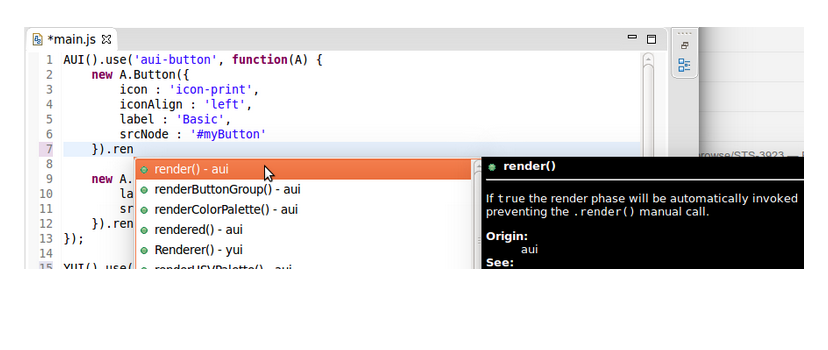 *main.js
1 AUI().use('aui-button', function(A) {
2 new A.Button({
3 icon : 'icon-print',
4 iconAlign : 'left',
5 label : 'Basic',
6 srcNode : '#myButton'
7 }).ren
8
9 new A.
10 la
11 sr
12 }).ren
13 });
14
15 YUI().use(
render() - aui
renderButtonGroup() - aui
renderColorPalette() - aui
rendered() - aui
Renderer() - yui
renderHSVPalette() - aui
render()
If true the render phase will be automatically invoked
preventing the .render() manual call.
Origin:
aui
See:
rowse/STS-3923 —